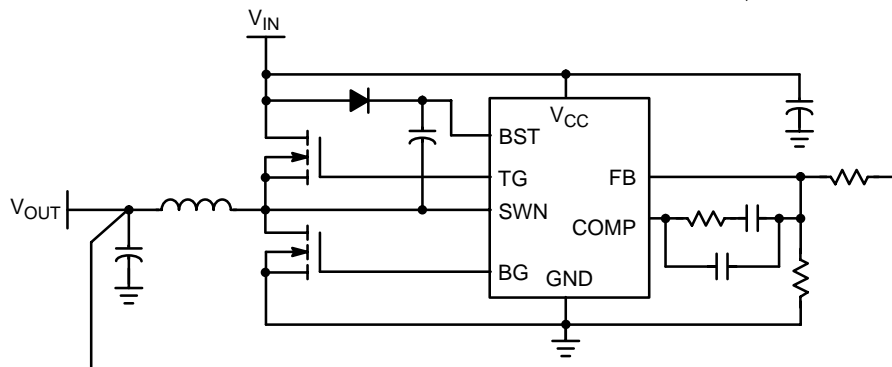 VIN
VCC
BST
TG
FB
VOUT
SWN
COMP
BG
GND